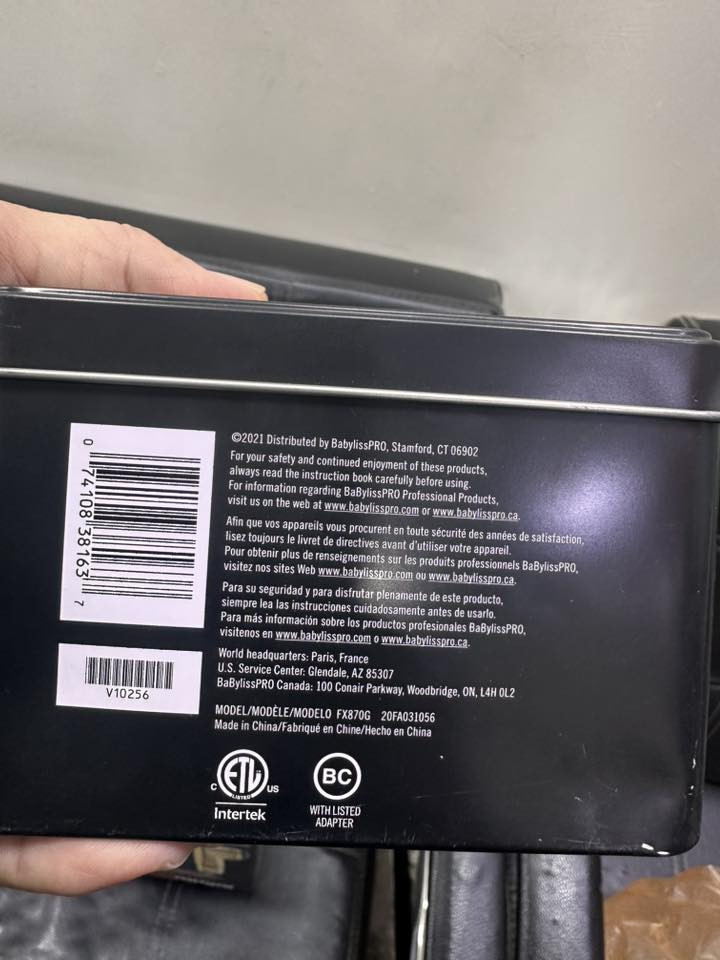 0 74108 38163 7
V10256
©2021 Distributed by BabylissPRO, Stamford, CT 06902
For your safety and continued enjoyment of these products,
always read the instruction book carefully before using.
For information regarding BaBylissPRO Professional Products,
visit us on the web at www.babylisspro.com or www.babylisspro.ca.
Afin que vos appareils vous procurent en toute sécurité des années de satisfaction,
lisez toujours le livret de directives avant d'utiliser votre appareil.
Pour obtenir plus de renseignements sur les produits professionnels BaBylissPRO,
visitez nos sites Web www.babylisspro.com ou www.babylisspro.ca.
Para su seguridad y para disfrutar plenamente de este producto,
siempre lea las instrucciones cuidadosamente antes de usarlo.
Para más información sobre los productos profesionales BaBylissPRO,
visitenos en www.babylisspro.com o www.babylisspro.ca.
World headquarters: Paris, France
U.S. Service Center: Glendale, AZ 85307
BaBylissPRO Canada: 100 Conair Parkway, Woodbridge, ON, L4H 0L2
MODEL/MODÈLE/MODELO FX870G 20FA031056
Made in China/Fabriqué en Chine/Hecho en China
C ETL US
LISTED
Intertek
BC
WITH LISTED
ADAPTER